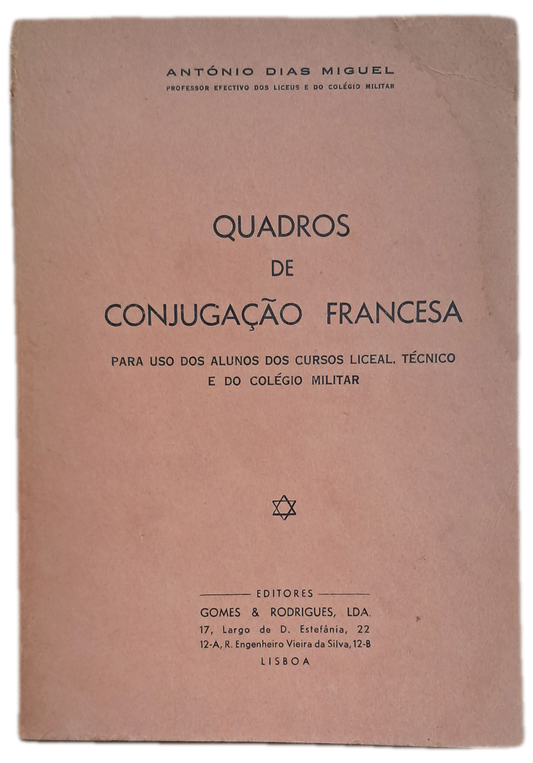 ANTÓNIO DIAS MIGUEL
PROFESSOR EFECTIVO DOS LICEUS E DO COLÉGIO MILITAR
QUADROS
DE
CONJUGAÇÃO FRANCESA
PARA USO DOS ALUNOS DOS CURSOS LICEAL, TÉCNICO
E DO COLÉGIO MILITAR
EDITORES
GOMES & RODRIGUES, LDA.
17, Largo de D. Estefânia, 22
12-A, R. Engenheiro Vieira da Silva, 12-B
LISBOA